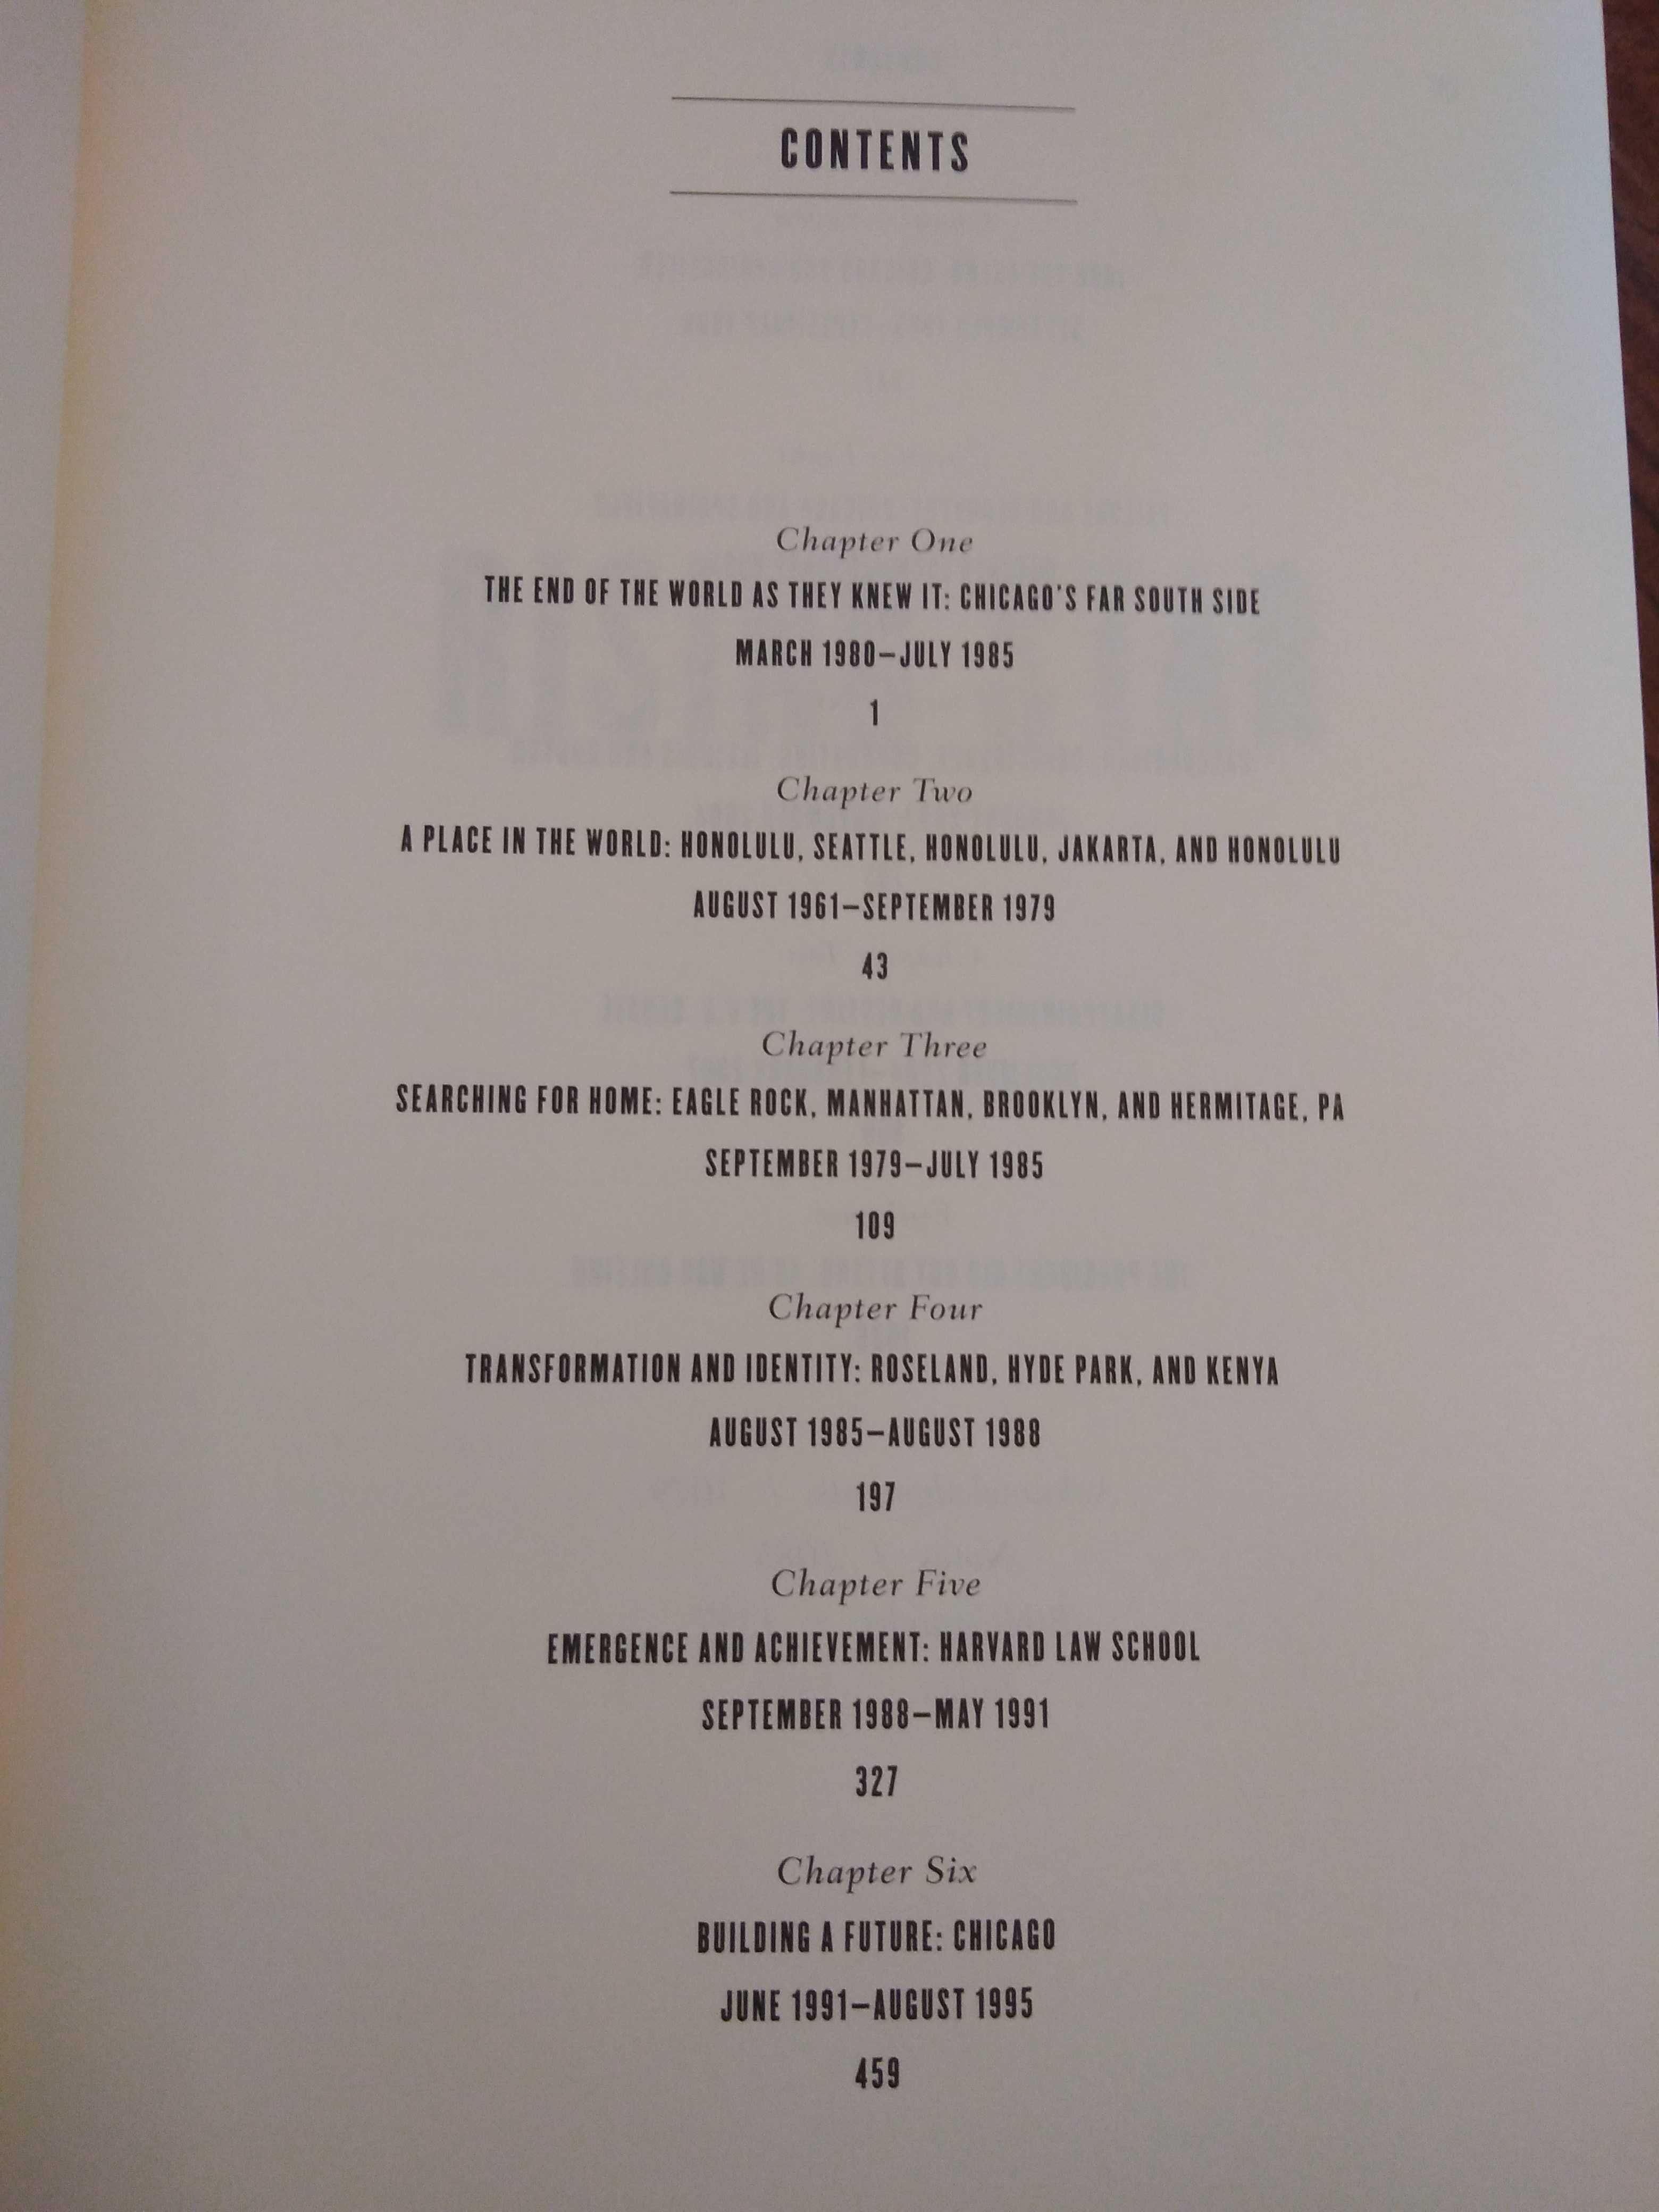 CONTENTS
Chapter One
THE END OF THE WORLD AS THEY KNEW IT: CHICAGO'S FAR SOUTH SIDE
MARCH 1980–JULY 1985
1
Chapter Two
A PLACE IN THE WORLD: HONOLULU, SEATTLE, HONOLULU, JAKARTA, AND HONOLULU
AUGUST 1961–SEPTEMBER 1979
43
Chapter Three
SEARCHING FOR HOME: EAGLE ROCK, MANHATTAN, BROOKLYN, AND HERMITAGE, PA
SEPTEMBER 1979–JULY 1985
109
Chapter Four
TRANSFORMATION AND IDENTITY: ROSELAND, HYDE PARK, AND KENYA
AUGUST 1985–AUGUST 1988
197
Chapter Five
EMERGENCE AND ACHIEVEMENT: HARVARD LAW SCHOOL
SEPTEMBER 1988–MAY 1991
327
Chapter Six
BUILDING A FUTURE: CHICAGO
JUNE 1991–AUGUST 1995
459